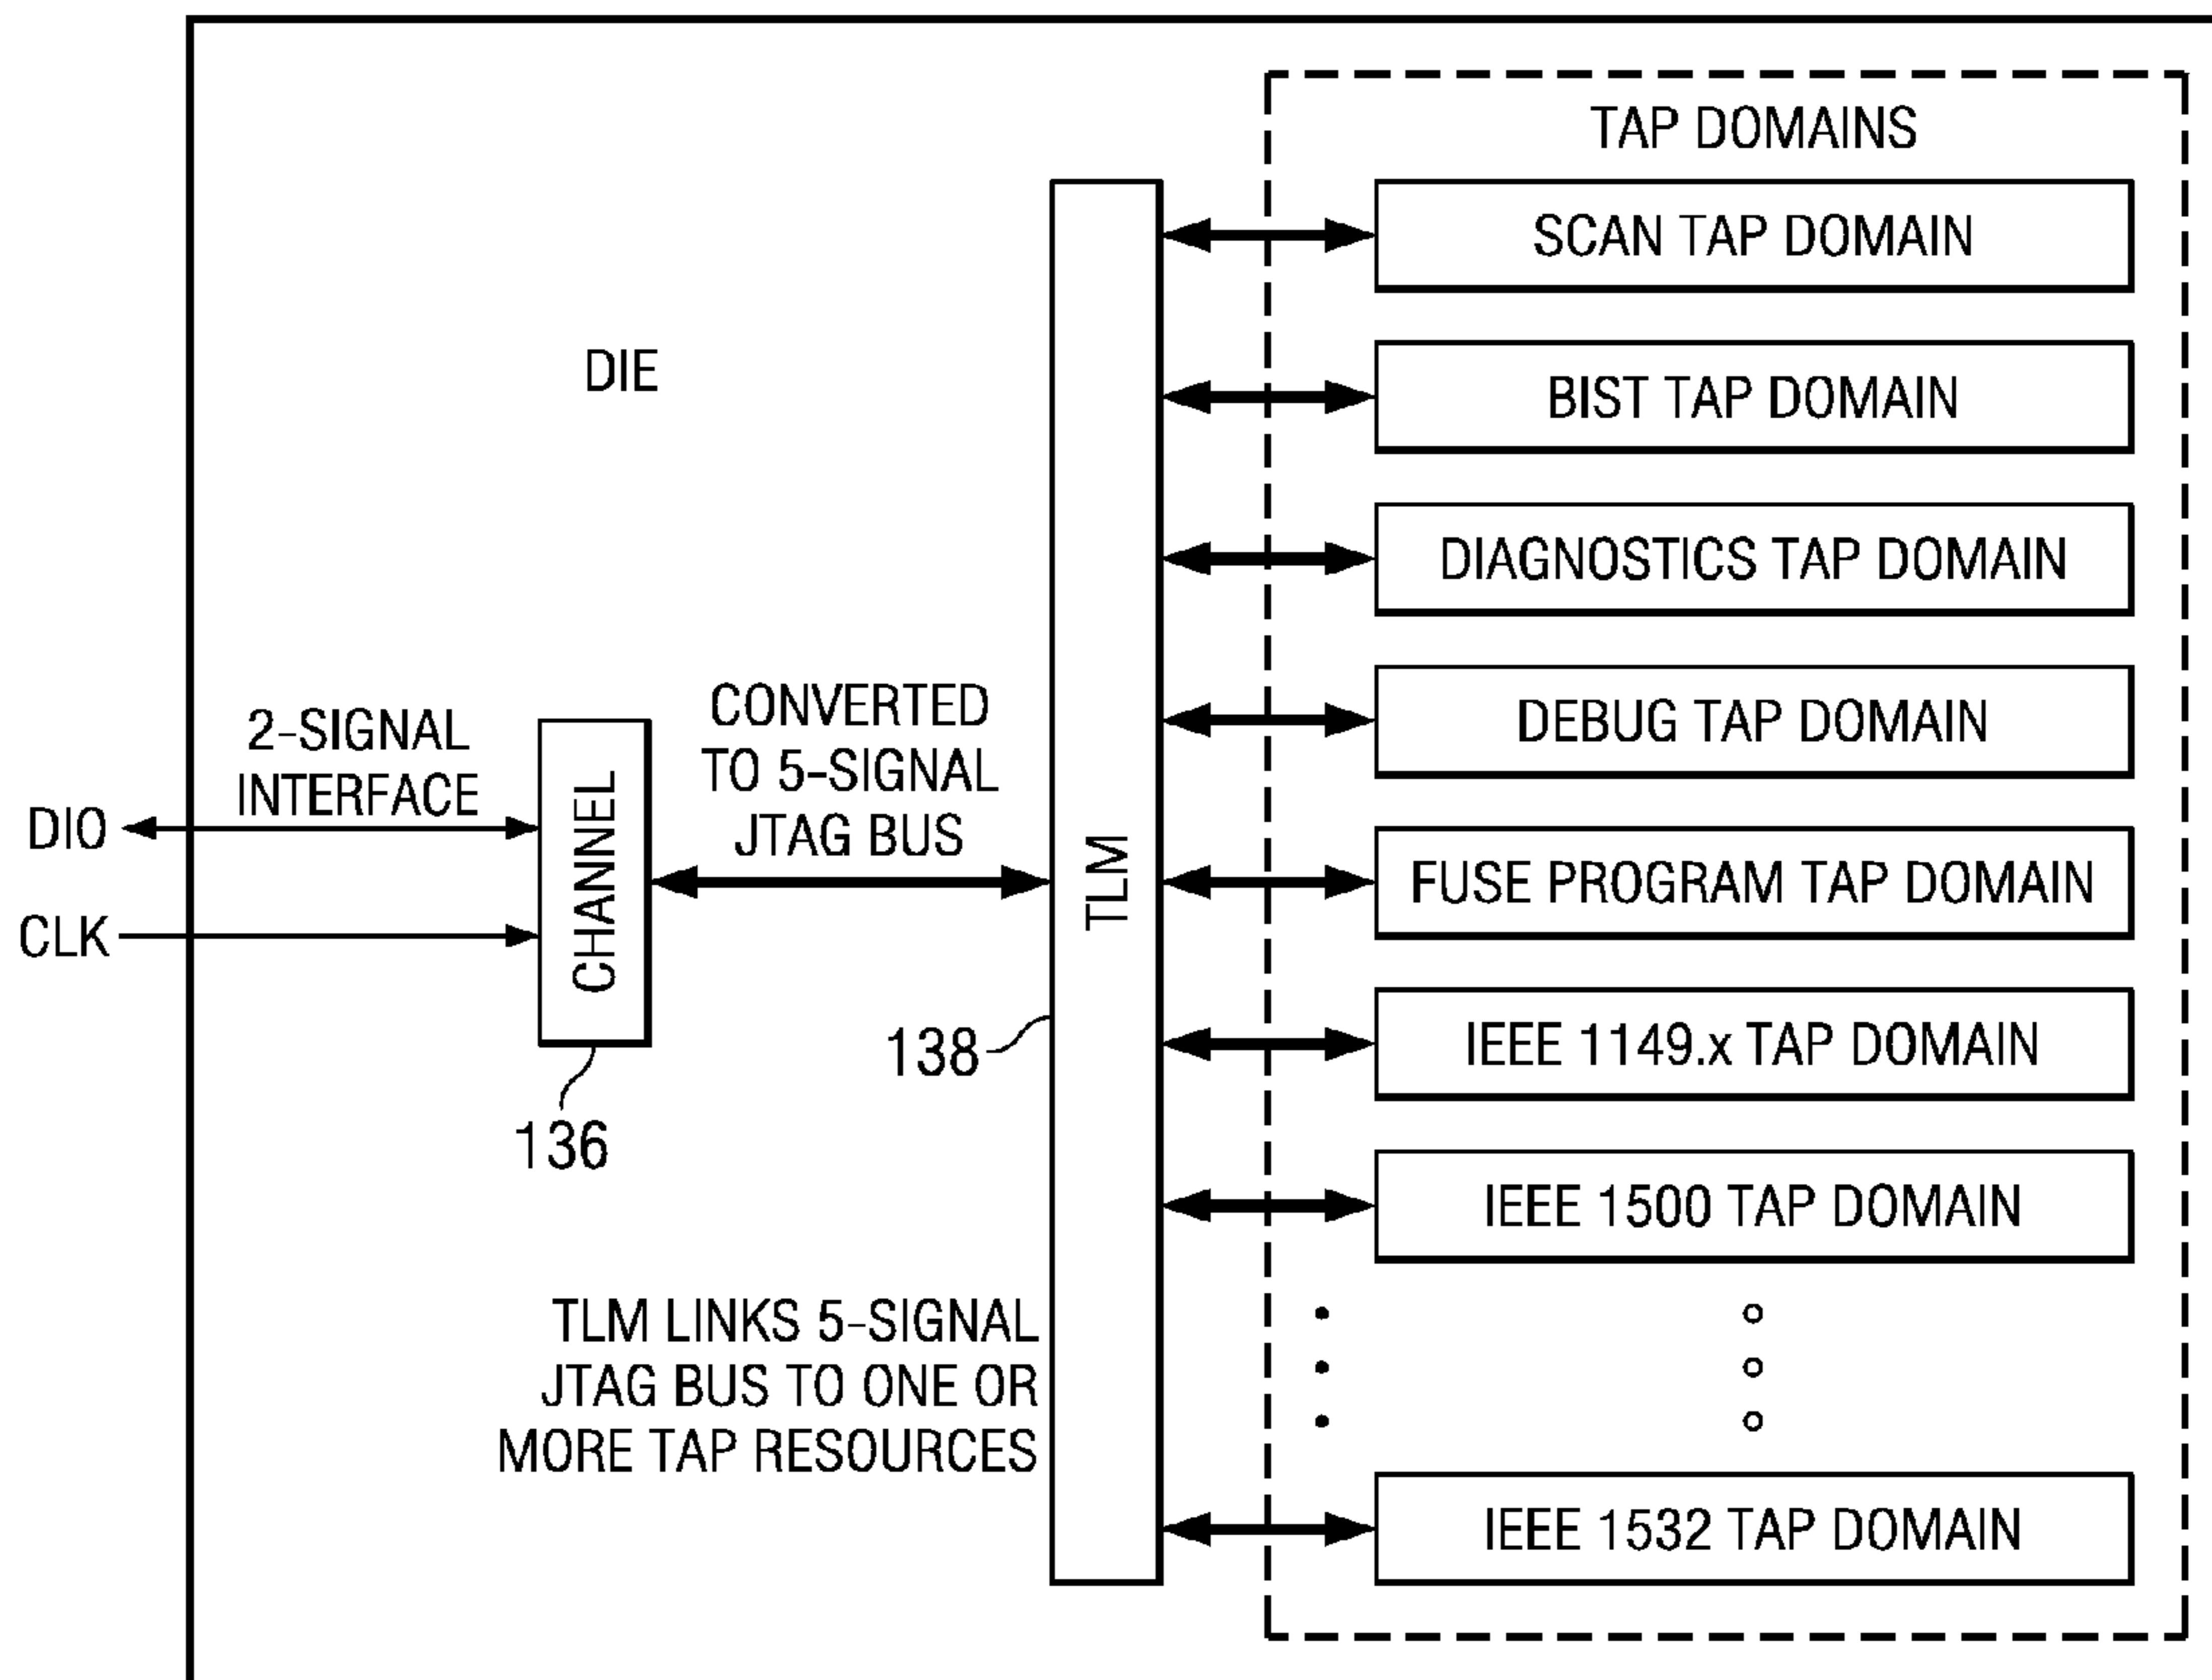 TAP DOMAINS
SCAN TAP DOMAIN
BIST TAP DOMAIN
DIE
DIAGNOSTICS TAP DOMAIN
DEBUG TAP DOMAIN
2-SIGNAL
INTERFACE
DIO
CLK
CHANNEL
136
CONVERTED
TO 5-SIGNAL
JTAG BUS
TLM
138
FUSE PROGRAM TAP DOMAIN
IEEE 1149.x TAP DOMAIN
IEEE 1500 TAP DOMAIN
TLM LINKS 5-SIGNAL
JTAG BUS TO ONE OR
MORE TAP RESOURCES
IEEE 1532 TAP DOMAIN